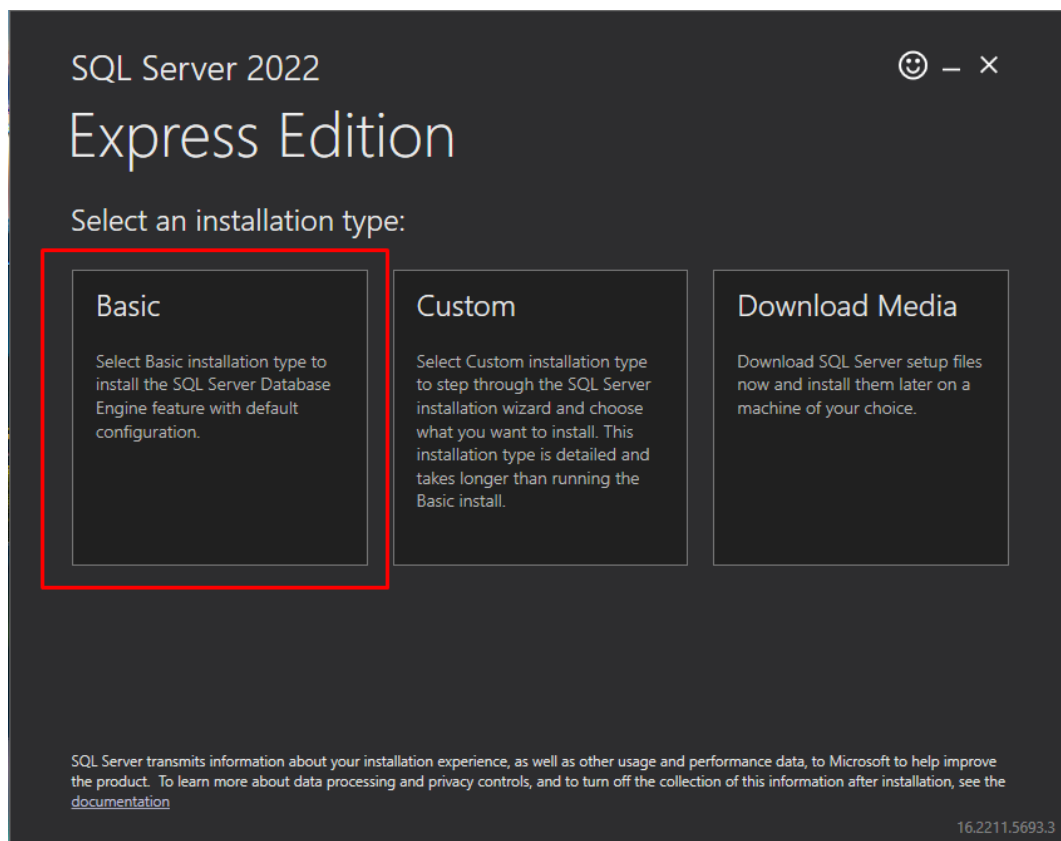 SQL Server 2022
Express Edition
Select an installation type:
Basic
Select Basic installation type to
install the SQL Server Database
Engine feature with default
configuration.
Custom
Select Custom installation type
to step through the SQL Server
installation wizard and choose
what you want to install. This
installation type is detailed and
takes longer than running the
Basic install.
Download Media
Download SQL Server setup files
now and install them later on a
machine of your choice.
SQL Server transmits information about your installation experience, as well as other usage and performance data, to Microsoft to help improve
the product. To learn more about data processing and privacy controls, and to turn off the collection of this information after installation, see the
documentation
16.2211.5693.3